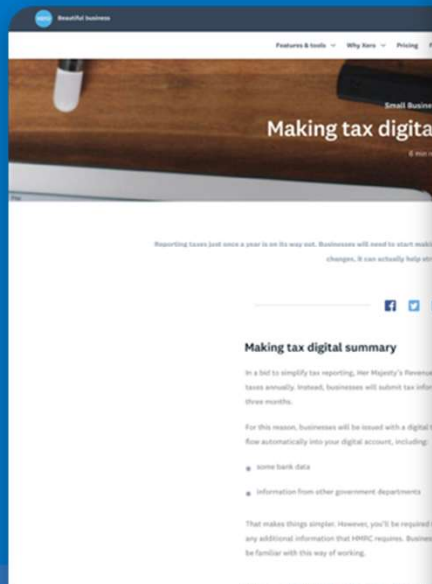 xero Beautiful business
Features & tools Why Xero Pricing
Small Busine
Making tax digita
6 min
Reporting taxes just once a year is on its way out. Businesses will need to start maki
changes, it can actually help str
Making tax digital summary
In a bid to simplify tax reporting, Her Majesty's Revenue
taxes annually. Instead, businesses will submit tax infor
three months.
For this reason, businesses will be issued with a digital t
flow automatically into your digital account, including:
some bank data
information from other government departments
That makes things simpler. However, you'll be required
any additional information that HMRC requires. Busines
be familiar with this way of working.